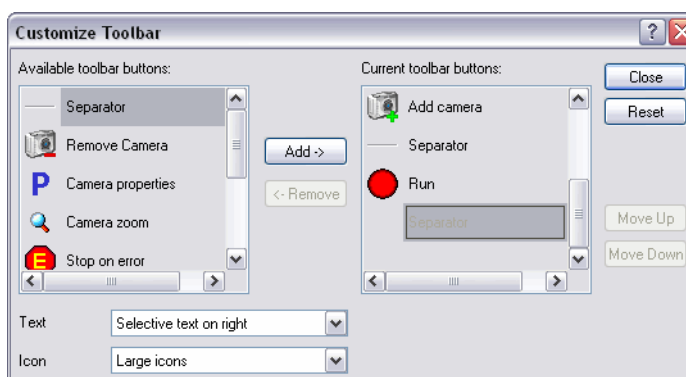 Customize Toolbar
?
Available toolbar buttons:
Current toolbar buttons:
Close
Separator
Add camera
Reset
Remove Camera
Add ->
Separator
P
Camera properties
<- Remove
Run
Camera zoom
Separator
Move Up
E
Stop on error
Move Down
Text
Selective text on right
Icon
Large icons